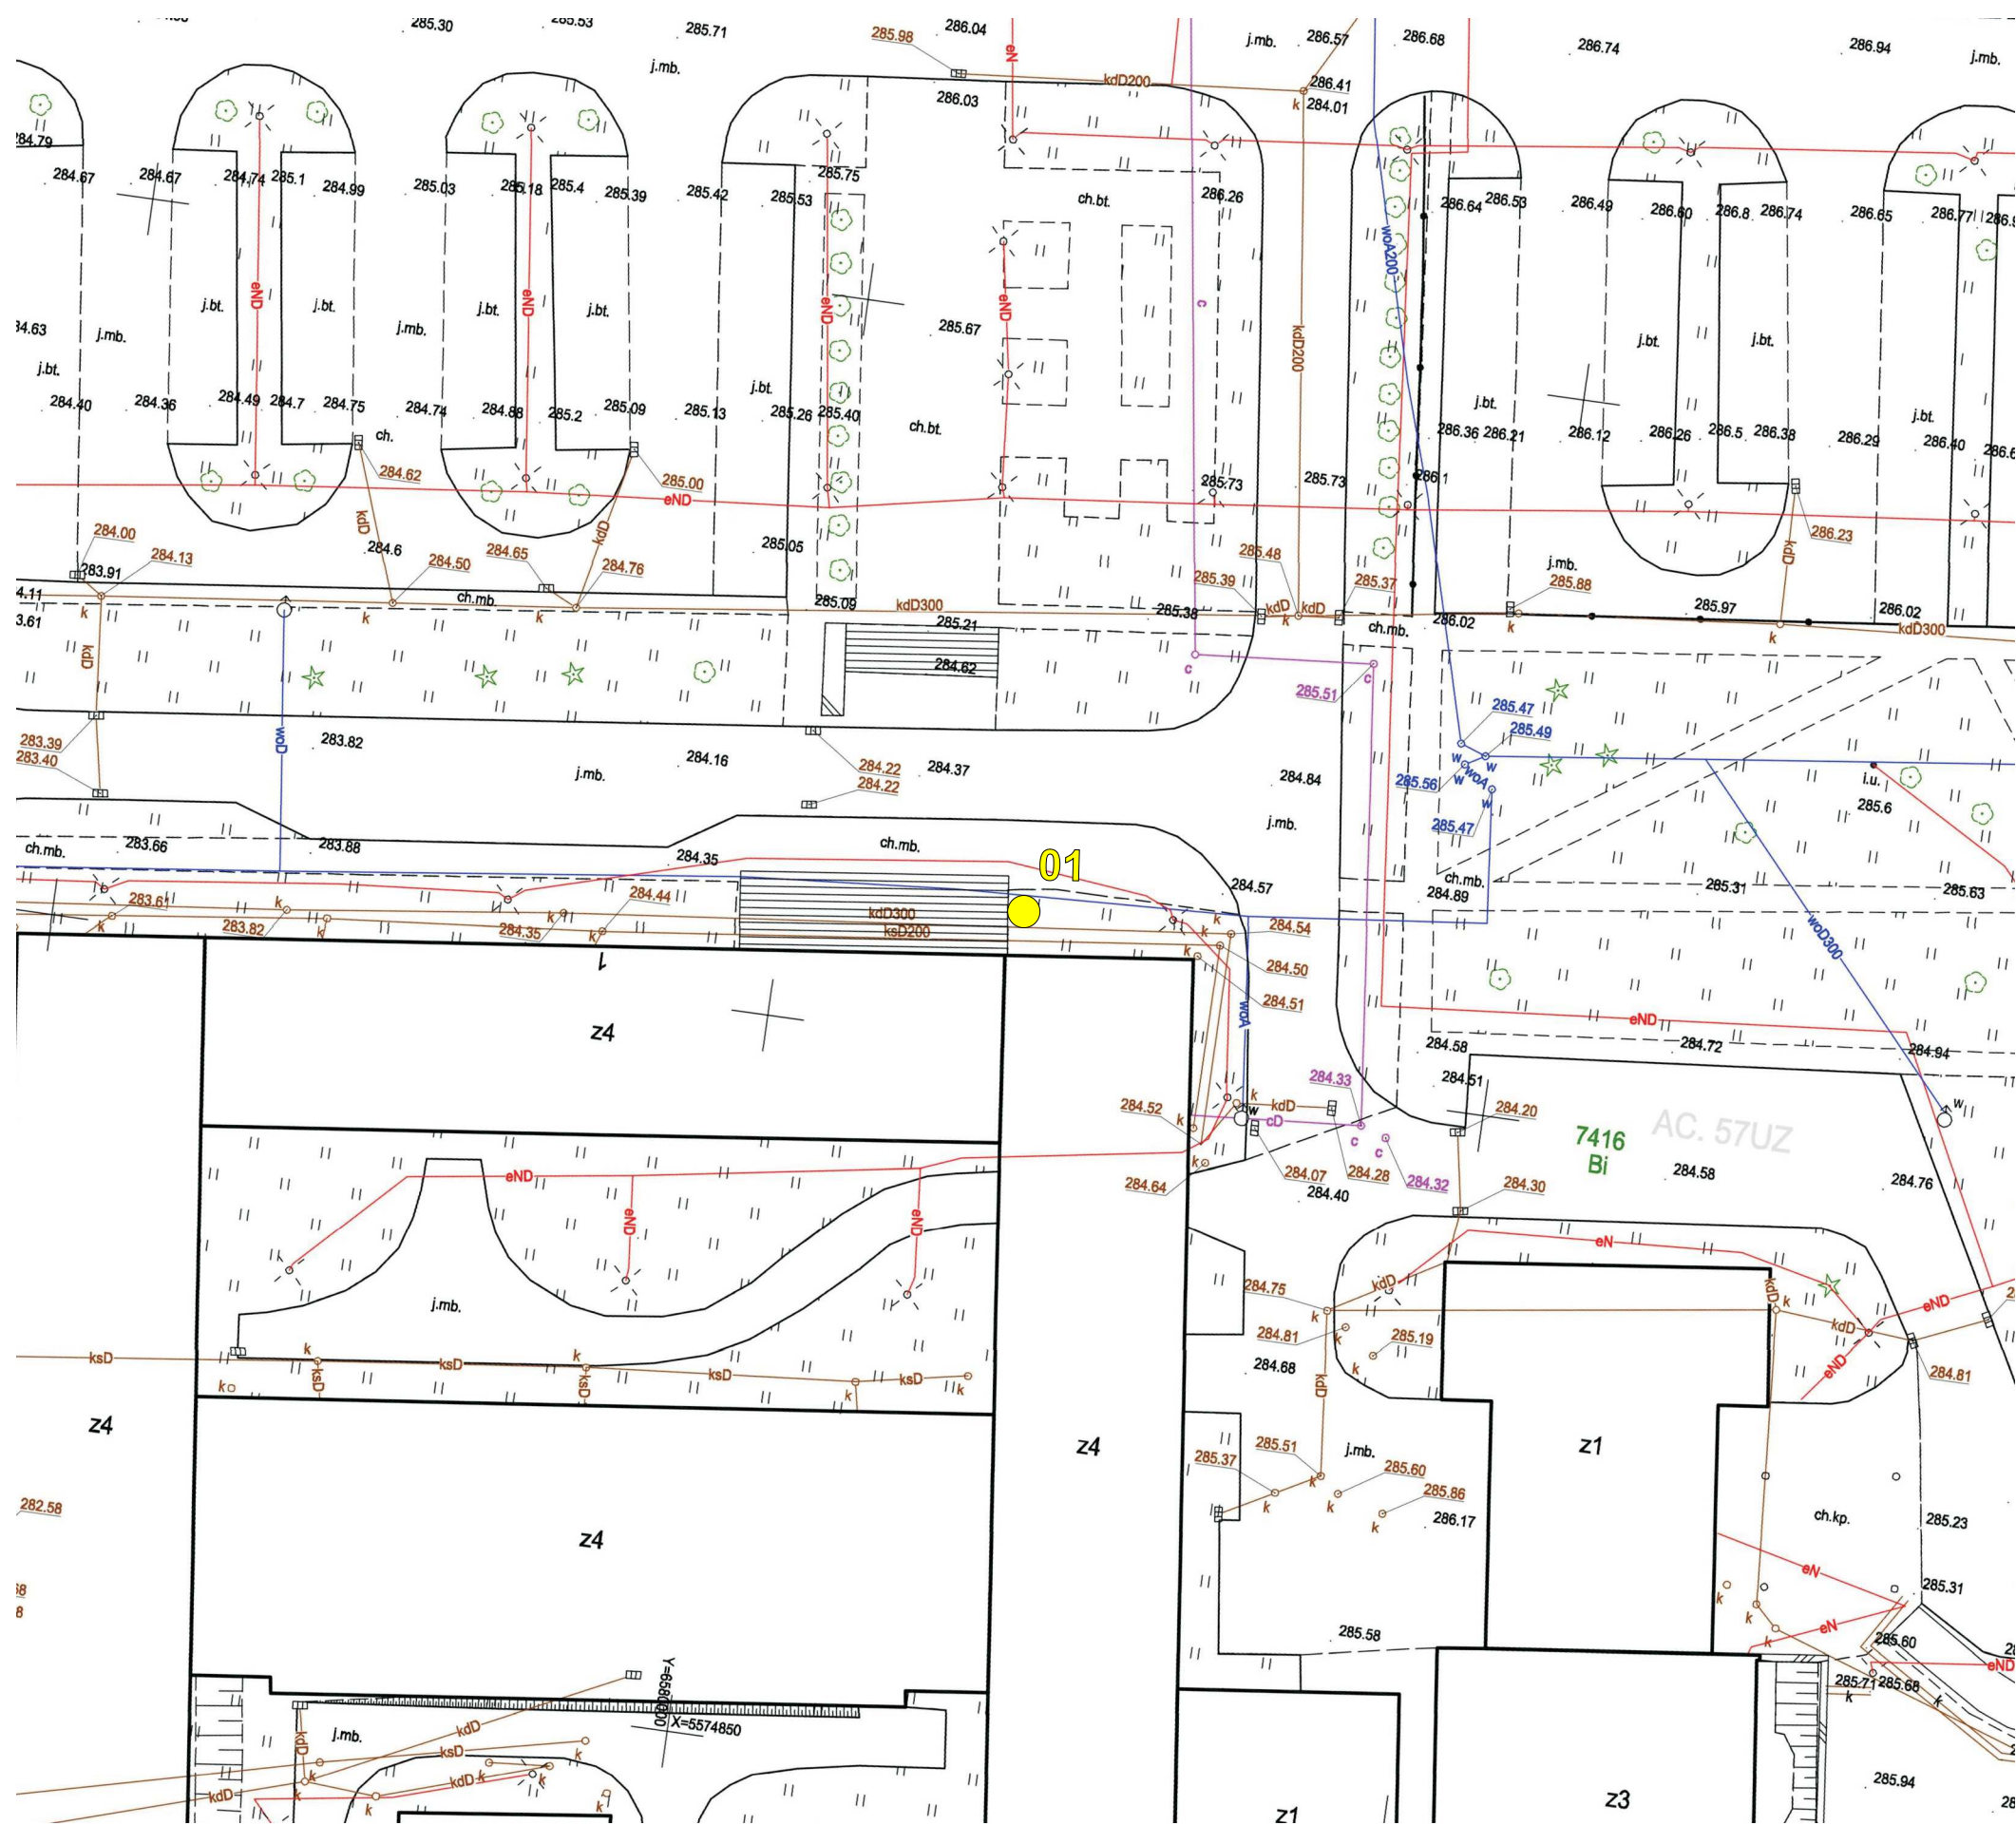 285.30
285.71
285.98
286.04
j.mb.
286.57
286.68
286.74
286.94
j.mb.
j.mb.
eN
kdD200
286.41
k
284.01
286.03
284.79
284.67
284.67
284.74
285.1
284.99
285.03
285.18
285.4
285.39
285.42
285.53
285.75
ch.bt.
286.26
286.64
286.53
286.49
286.60
286.8
286.74
286.65
286.77
woA200
eND
eND
eND
eND
c
kdD200
j.bt.
j.bt.
j.mb.
j.bt.
j.bt.
285.67
j.bt.
j.bt.
j.mb.
j.bt.
j.bt.
j.bt.
j.bt.
284.40
284.36
284.49
284.7
284.75
284.74
284.88
285.2
285.09
285.13
285.26
285.40
ch.bt.
286.36
286.21
286.12
286.26
286.5
286.38
286.29
286.40
ch.
284.62
285.00
eND
285.73
285.73
286.1
286.23
kdD
kdD
kdD
284.00
284.13
283.91
284.6
284.50
284.65
284.76
285.05
285.48
285.39
285.37
j.mb.
285.88
k
k
ch.mb.
k
285.09
kdD300
285.21
285.38
kdD
kdD
k
ch.mb.
286.02
k
285.97
k
286.02
kdD300
kdD
284.62
c
c
285.51
285.47
285.49
w
w
w
woA
w
285.56
285.47
283.39
283.40
woD
283.82
j.mb.
284.16
284.22
284.22
284.37
284.84
j.mb.
i.u.
285.6
ch.mb.
283.66
283.88
284.35
ch.mb.
01
284.57
ch.mb.
284.89
285.31
285.63
283.61
k
k
283.82
k
k
284.35
k
284.44
kdD300
ksD200
k
k
k
284.54
284.50
284.51
woD300
1
z4
woA
eND
284.58
284.72
284.94
284.51
284.33
284.52
k
k
w
kdD
cD
c
c
284.20
7416
Bi
AC. 57UZ
w
284.58
284.76
k
284.64
284.07
284.28
284.32
284.40
284.30
eND
eND
eND
j.mb.
eN
284.75
kdD
k
284.81
285.19
k
284.68
kdD
kdD
k
kdD
eND
eND
284.81
ksD
k
ksD
ksD
k
ksD
ksD
k
ksD
k
k
z4
z4
z1
285.37
285.51
j.mb.
285.60
285.86
k
k
k
k
286.17
ch.kp.
285.23
282.58
z4
eN
285.31
k
eN
k
285.58
285.60
eND
285.71
285.68
k
k
Y=6580000
X=5574850
j.mb.
kdD
kdD
ksD
k
k
k
k
kdD
kdD
k
k
k
285.94
z1
z3